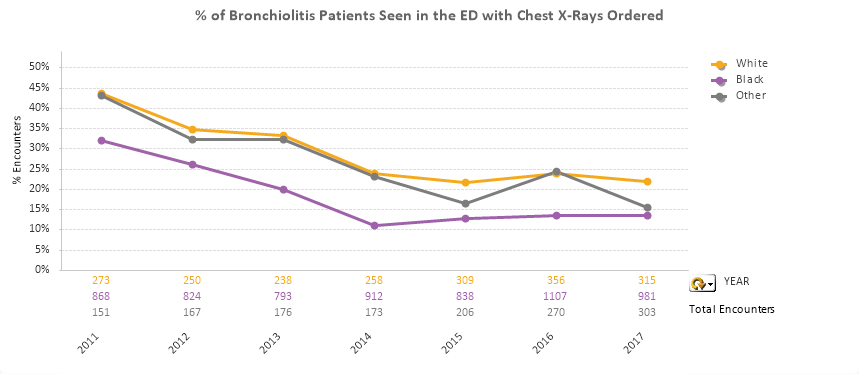 % of Bronchiolitis Patients Seen in the ED with Chest X-Rays Ordered
White
Black
Other
% Encounters
50%
45%
40%
35%
30%
25%
20%
15%
10%
5%
0%
273 250 238 258 309 356 315
868 824 793 912 838 1107 981
151 167 176 173 206 270 303
YEAR
Total Encounters
2011 2012 2013 2014 2015 2016 2017